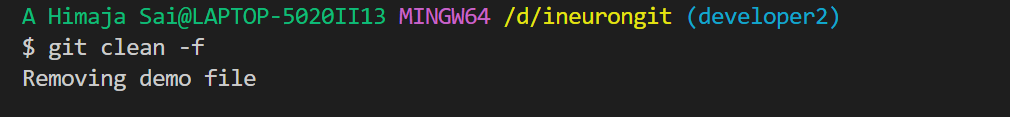 A Himaja Sai@LAPTOP-5020II13 MINGW64 /d/ineurongit (developer2)
$ git clean -f
Removing demo file